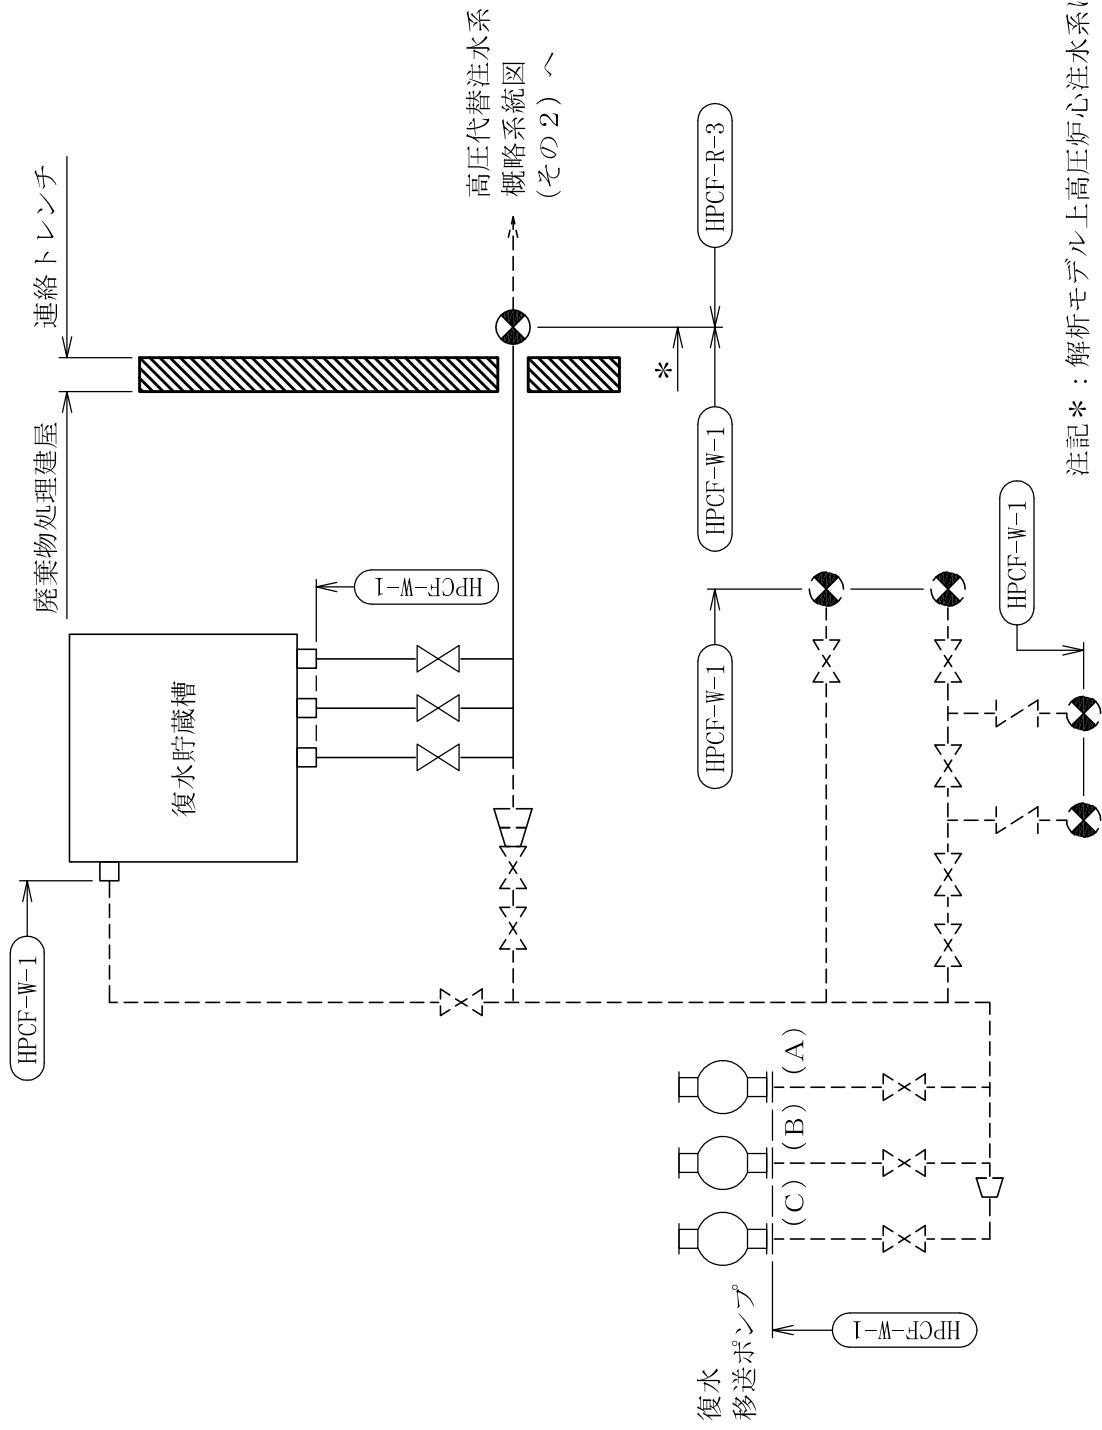 連絡トレンチ
廃棄物処理建屋
高圧代替注水系
概略系統図
(その2)へ
復水貯蔵槽
HPCF-W-1
HPCF-W-1
HPCF-R-3
*
HPCF-W-1
HPCF-W-1
HPCF-W-1
(A)
(B)
(C)
復水
移送ポンプ
HPCF-W-1
注記*:解析モデル上高圧炉心注水系